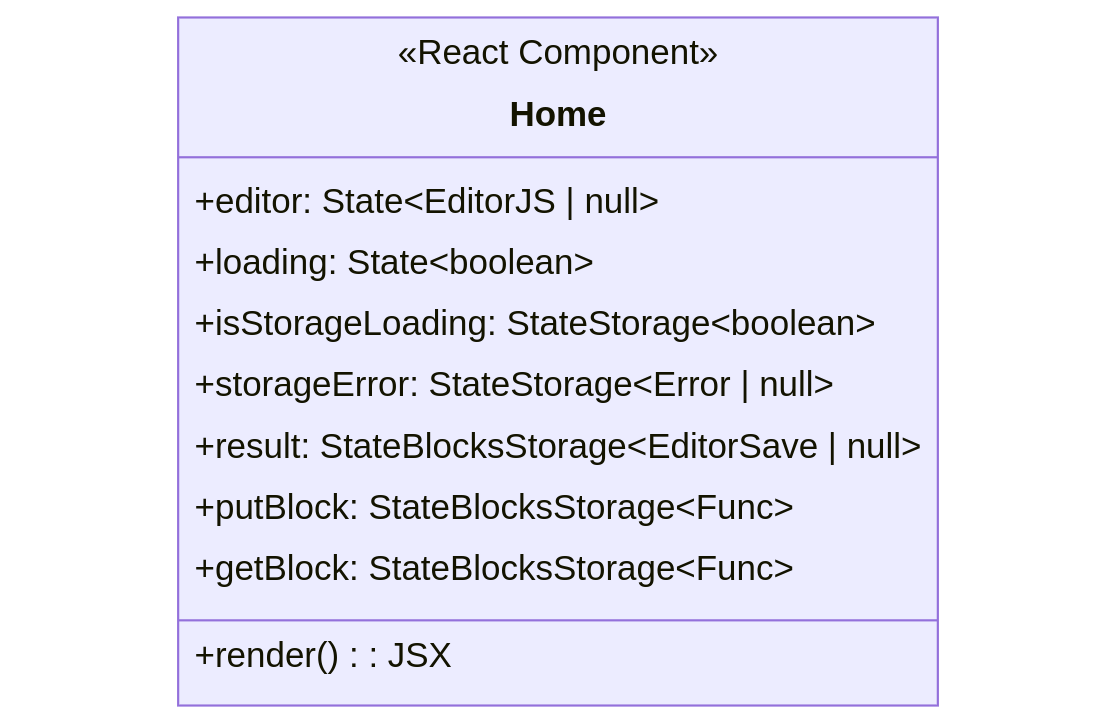 «React Component»
Home
+editor: State<EditorJS | null>
+loading: State<boolean>
+isStorageLoading: StateStorage<boolean>
+storageError: StateStorage<Error | null>
+result: StateBlocksStorage<EditorSave | null>
+putBlock: StateBlocksStorage<Func>
+getBlock: StateBlocksStorage<Func>
+render() : : JSX